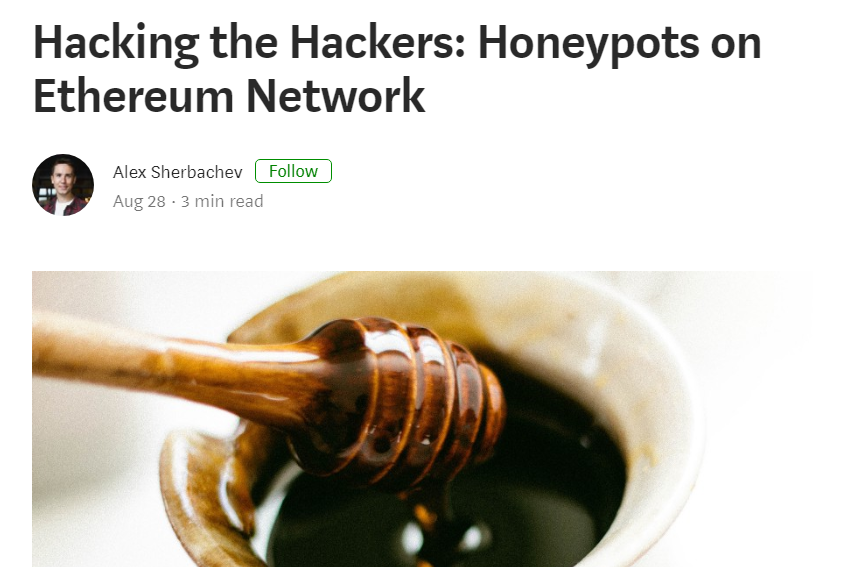 Hacking the Hackers: Honeypots on
Ethereum Network
Alex Sherbachev Follow
Aug 28 · 3 min read